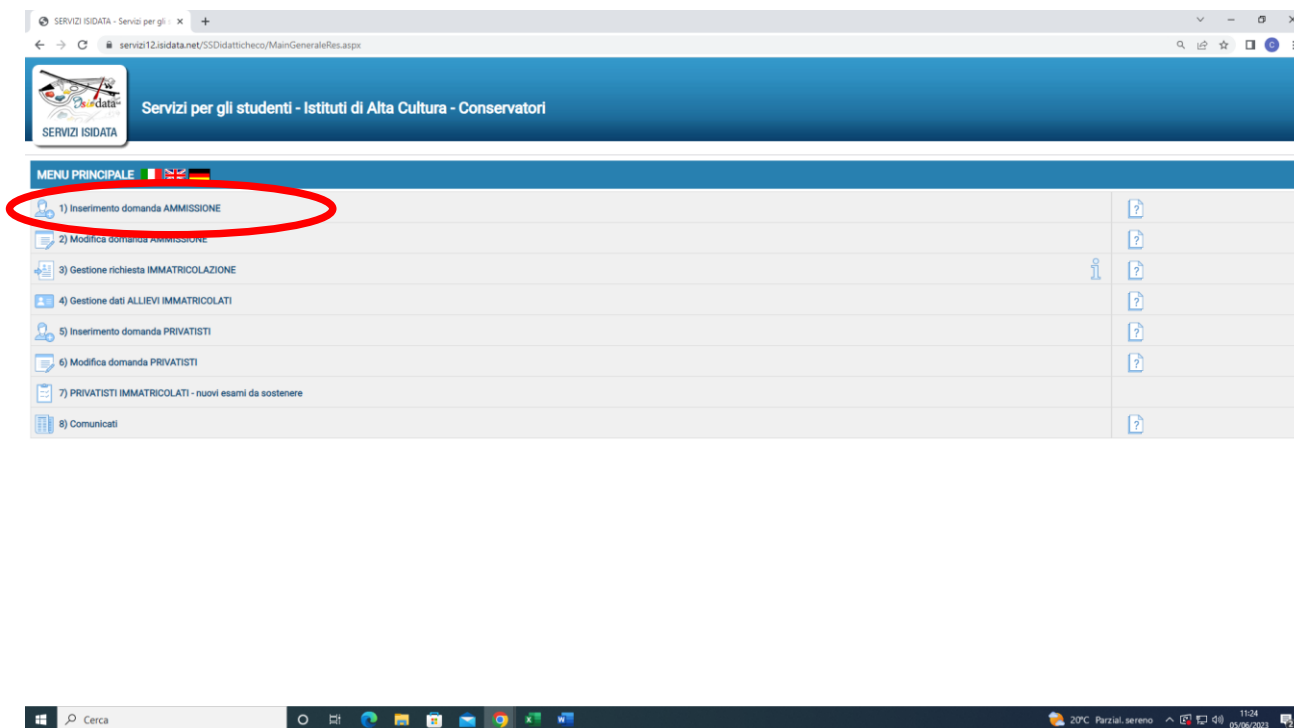 SERVIZI ISIDATA - Servizi per gli
servizi12.isidata.net/SSDidatticheco/MainGeneraleRes.aspx
C
Isidata
SERVIZI ISIDATA
Servizi per gli studenti - Istituti di Alta Cultura - Conservatori
MENU PRINCIPALE
1) Inserimento domanda AMMISSIONE
2) Modifica domanda AMMISSIONE
3) Gestione richiesta IMMATRICOLAZIONE
4) Gestione dati ALLIEVI IMMATRICOLATI
5) Inserimento domanda PRIVATISTI
6) Modifica domanda PRIVATISTI
7) PRIVATISTI IMMATRICOLATI - nuovi esami da sostenere
8) Comunicati
Cerca
20°C Parzial. sereno
11:24
05/06/2023